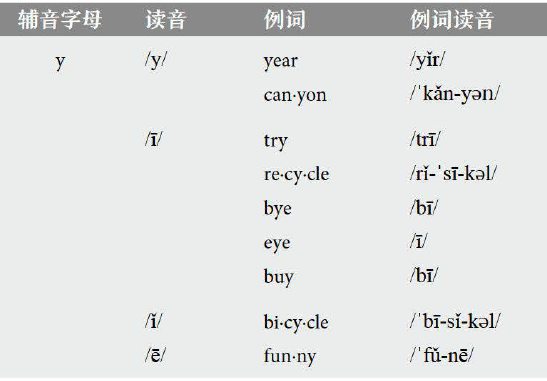 辅音字母 读音 例词 例词读音
y /y/ year /yĭr/
can·yon /ˈkăn-yən/
/ī/ try /trī/
re·cy·cle /rĭ-ˈsī-kəl/
bye /bī/
eye /ī/
buy /bī/
/ĭ/ bi·cy·cle /ˈbī-sĭ-kəl/
/ē/ fun·ny /ˈfŭ-nē/